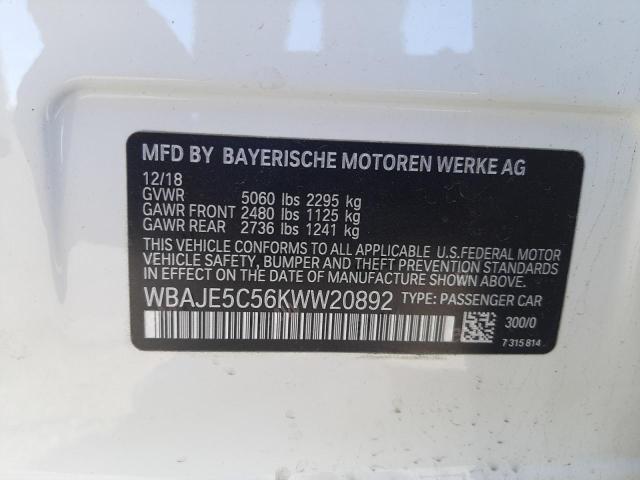 MFD BY BAYERISCHE MOTOREN WERKE AG
12/18
GVWR 5060 lbs 2295 kg
GAWR FRONT 2480 lbs 1125 kg
GAWR REAR 2736 lbs 1241 kg
THIS VEHICLE CONFORMS TO ALL APPLICABLE U.S.FEDERAL MOTOR
VEHICLE SAFETY, BUMPER AND THEFT PREVENTION STANDARDS
IN EFFECT ON THE DATE OF MANUFACTURE SHOWN ABOVE.
WBAJE5C56KWW20892 TYPE: PASSENGER CAR
300/0
7 315 814